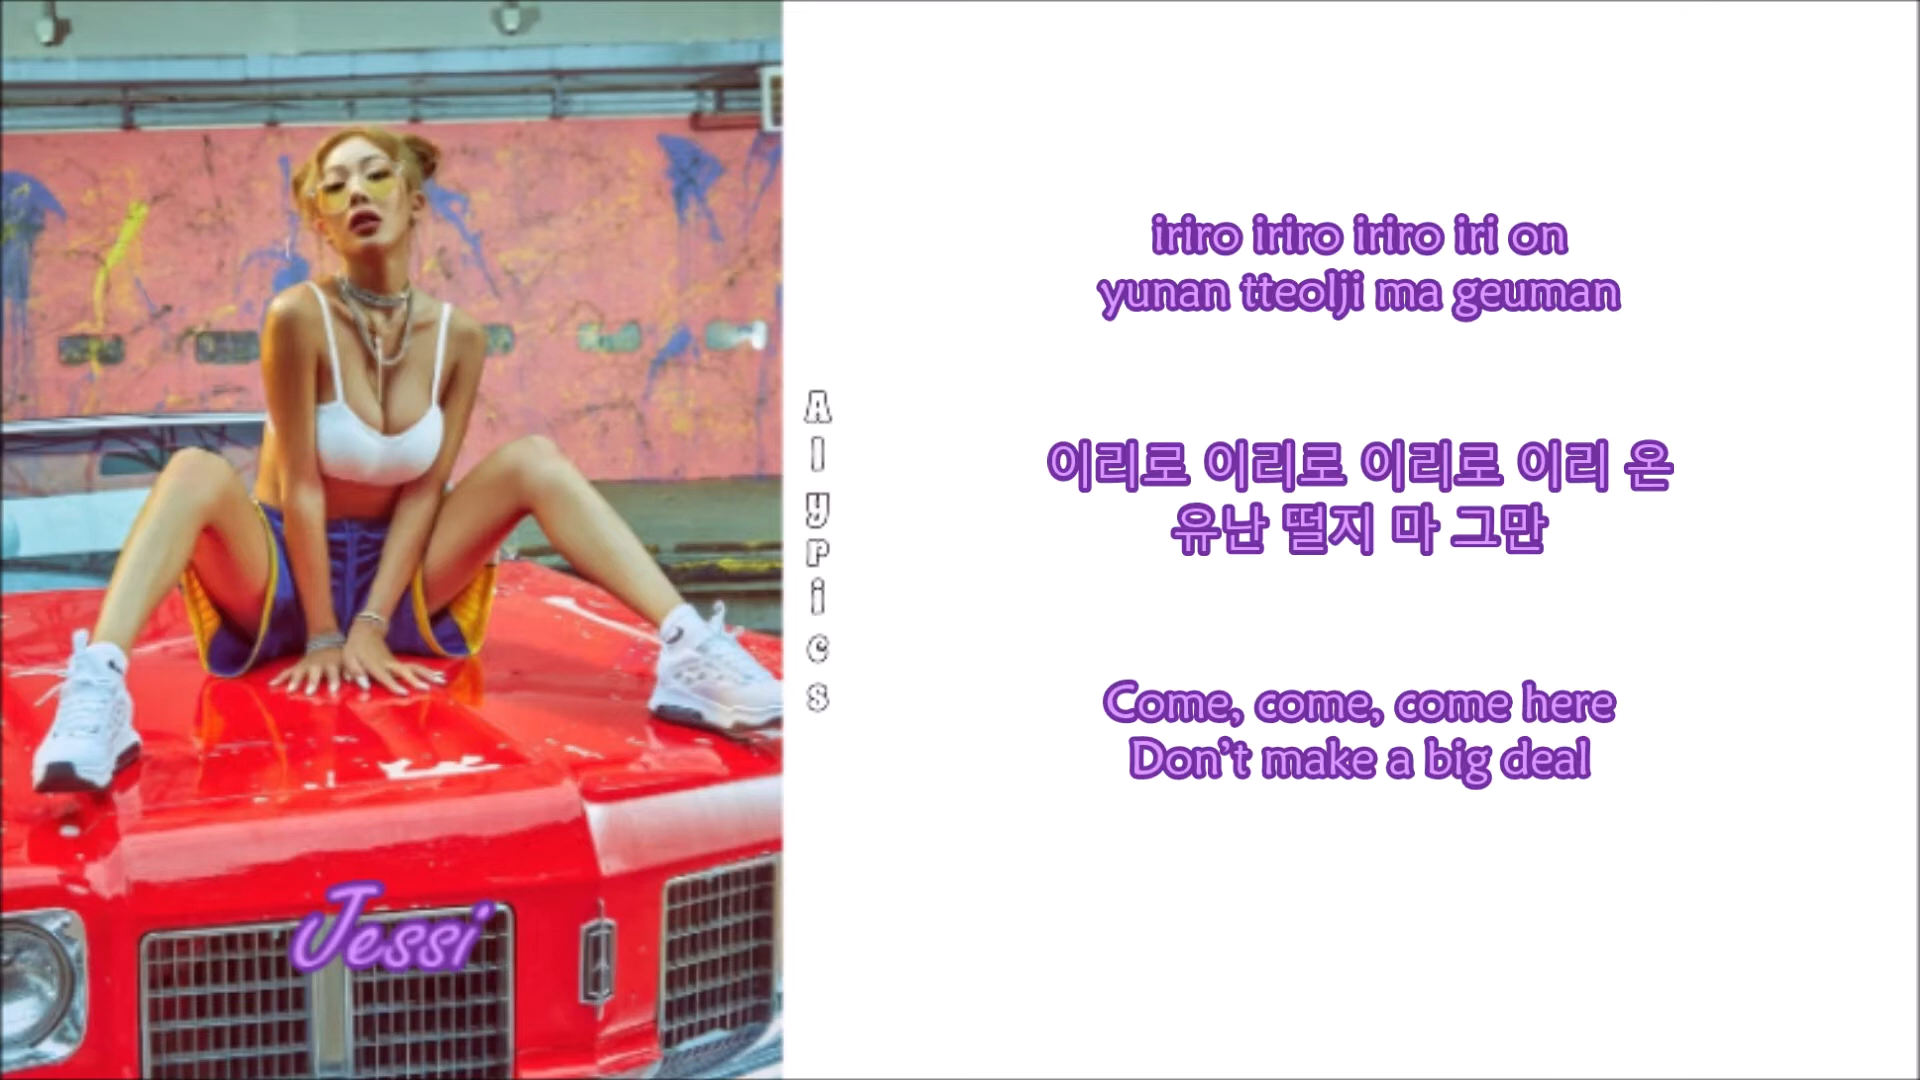 iriro iriro iriro iri on
yunan tteolji ma geuman
이리로 이리로 이리로 이리 온
유난 떨지 마 그만
Come, come, come here
Don't make a big deal
Alypics
Jessi